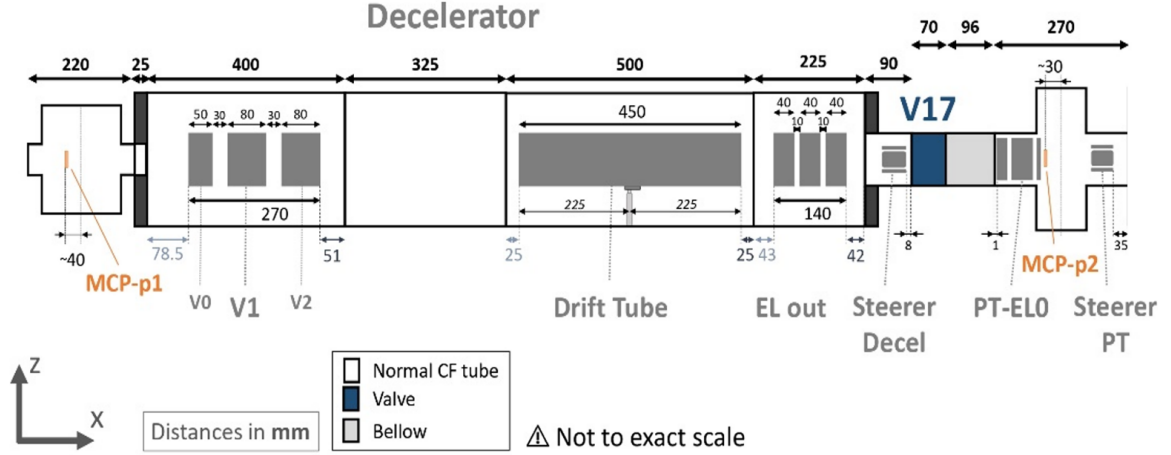 Decelerator
70 96 270
220 25 400 325 500 225 90
~30
V17
50 30 80 30 80
450
40 40 40
10 10
225 225
270
140
78.5 51 25 25 43 42 8 1 35
~40
MCP-p1
MCP-p2
V0 V1 V2 Drift Tube EL out Steerer PT-EL0 Steerer
Decel PT
Z
X
Distances in mm
Normal CF tube
Valve
Bellow
⚠ Not to exact scale